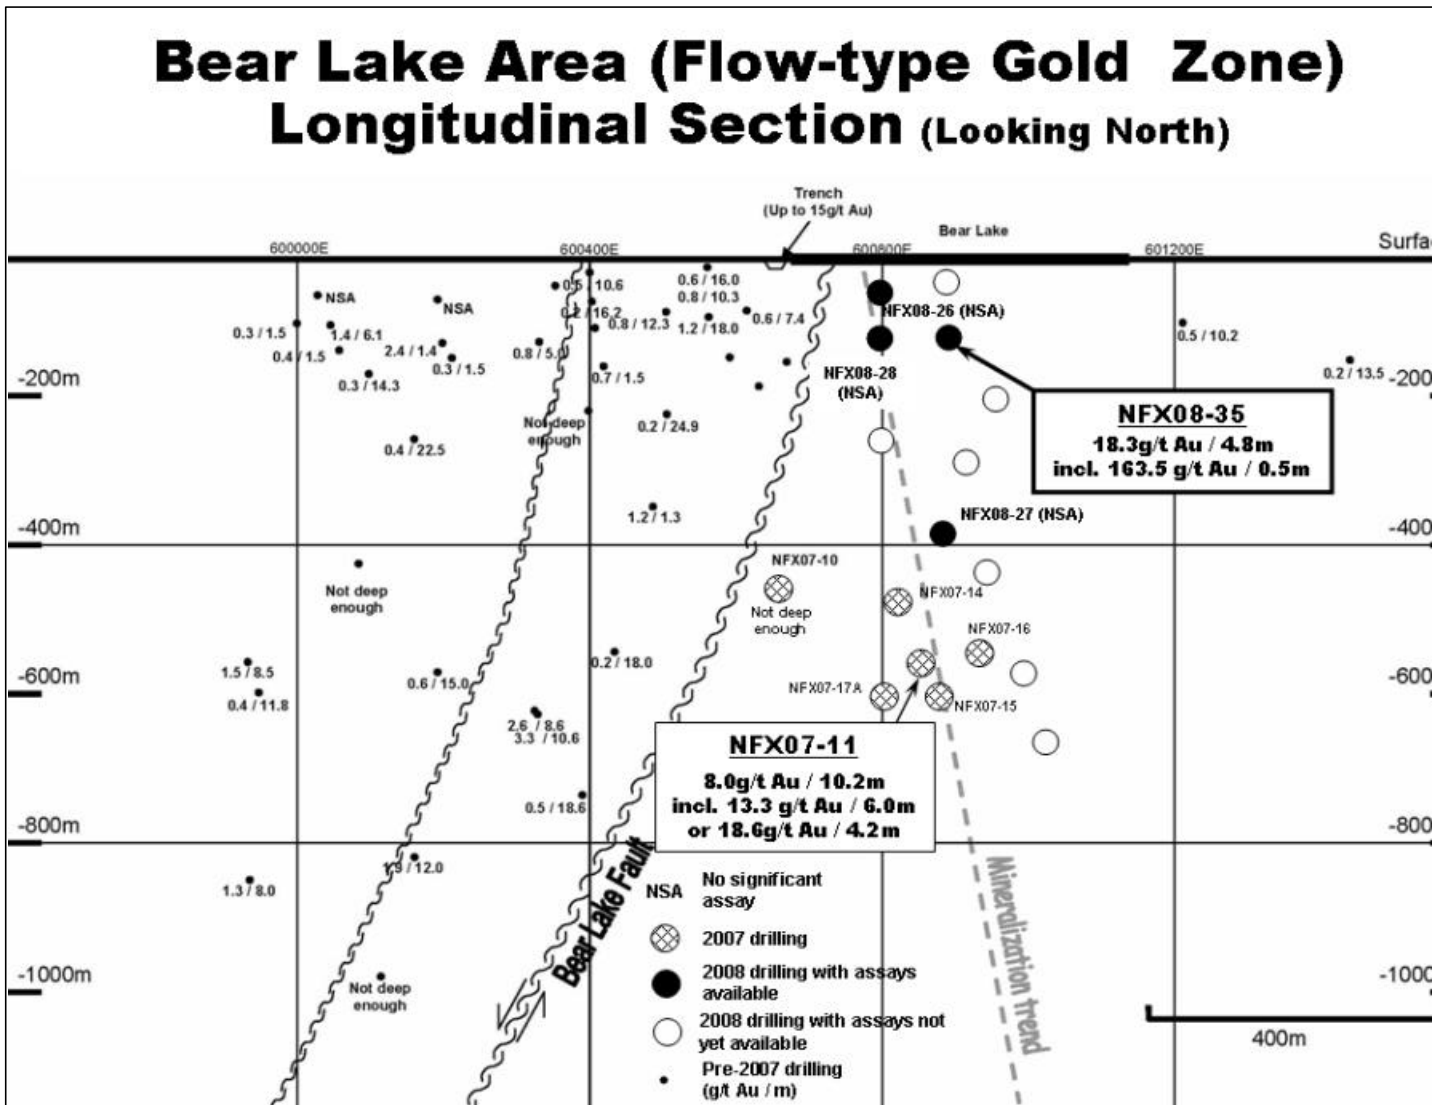 Bear Lake Area (Flow-type Gold Zone)
Longitudinal Section (Looking North)
Trench
(Up to 15g/t Au)
Bear Lake
600000E
600400E
600800E
601200E
Surfac
NSA
NSA
0.3 / 1.5
1.4 / 6.1
0.4 / 1.5
2.4 / 1.4
0.3 / 1.5
0.3 / 14.3
0.4 / 22.5
0.5 / 10.6
0.2 / 16.2
0.8 / 5.0
0.7 / 1.5
0.6 / 16.0
0.8 / 10.3
0.8 / 12.3
1.2 / 18.0
0.6 / 7.4
NFX08-26 (NSA)
NFX08-28
(NSA)
0.5 / 10.2
0.2 / 13.5
-200m
-200
Not deep
enough
0.2 / 24.9
NFX08-35
18.3g/t Au / 4.8m
incl. 163.5 g/t Au / 0.5m
1.2 / 1.3
NFX08-27 (NSA)
-400m
-400
Not deep
enough
NFX07-10
Not deep
enough
NFX07-14
NFX07-16
1.5 / 8.5
0.4 / 11.8
0.6 / 15.0
0.2 / 18.0
NFX07-17A
NFX07-15
-600m
-600
2.6 / 8.6
3.3 / 10.6
NFX07-11
8.0g/t Au / 10.2m
incl. 13.3 g/t Au / 6.0m
or 18.6g/t Au / 4.2m
0.5 / 18.6
-800m
-800
1.3 / 8.0
1.9 / 12.0
Bear Lake Fault
Mineralization trend
NSA No significant
assay
2007 drilling
2008 drilling with assays
available
2008 drilling with assays not
yet available
Pre-2007 drilling
(g/t Au / m)
-1000m
-1000
Not deep
enough
400m